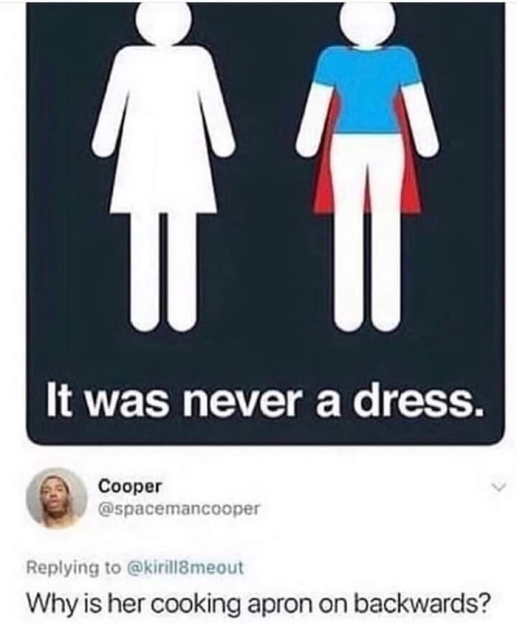 It was never a dress.
Cooper
@spacemancooper
Replying to @kirill8meout
Why is her cooking apron on backwards?